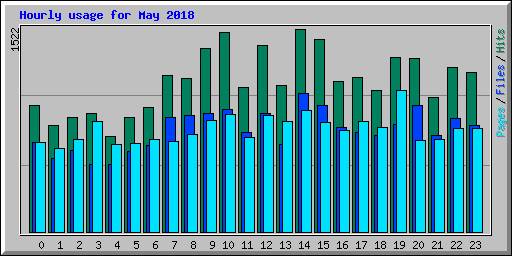 Hourly usage for May 2018
1522
Pages/Files/Hits
0 1 2 3 4 5 6 7 8 9 10 11 12 13 14 15 16 17 18 19 20 21 22 23